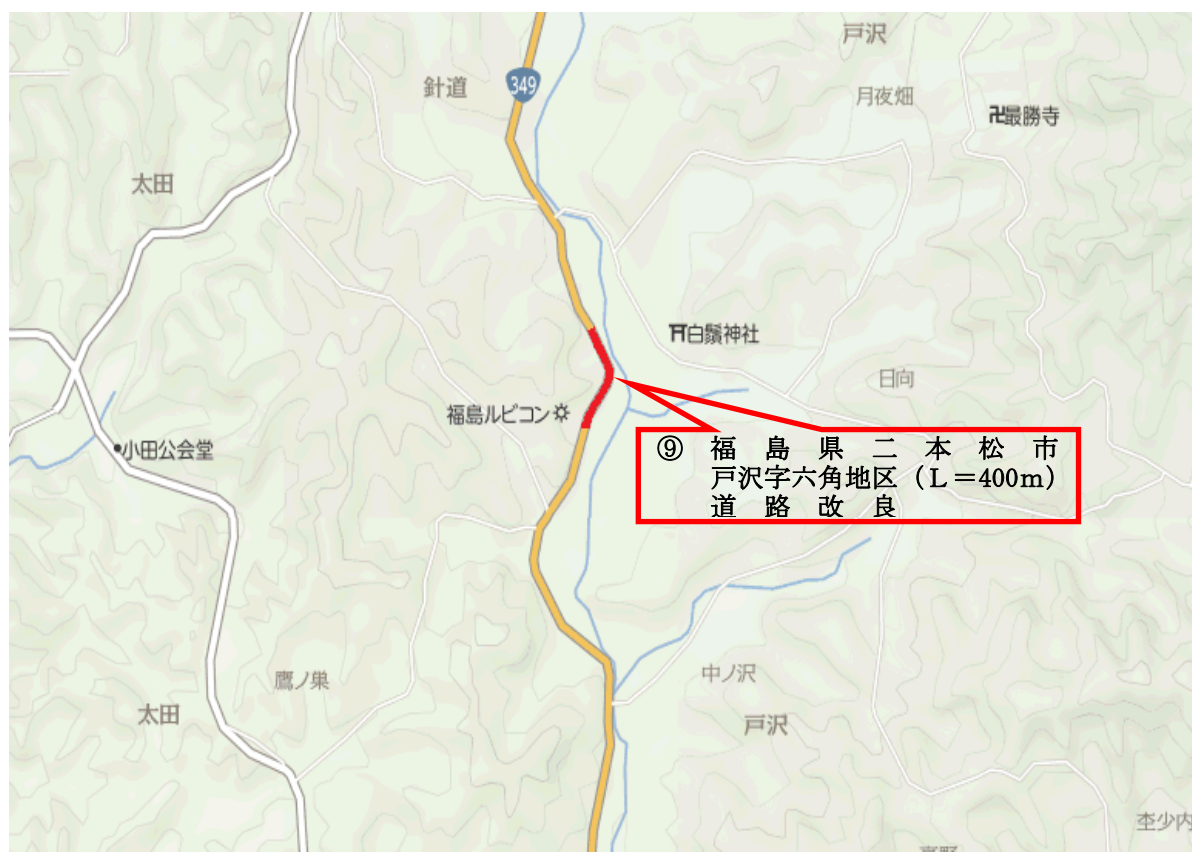 戸沢
349
針道
月夜畑
卍最勝寺
太田
白鬚神社
日向
福島ルビコン
小田公会堂
⑨ 福島県二本松市
戸沢字六角地区（L＝400m）
道路改良
鷹ノ巣
中ノ沢
太田
戸沢
杢少内